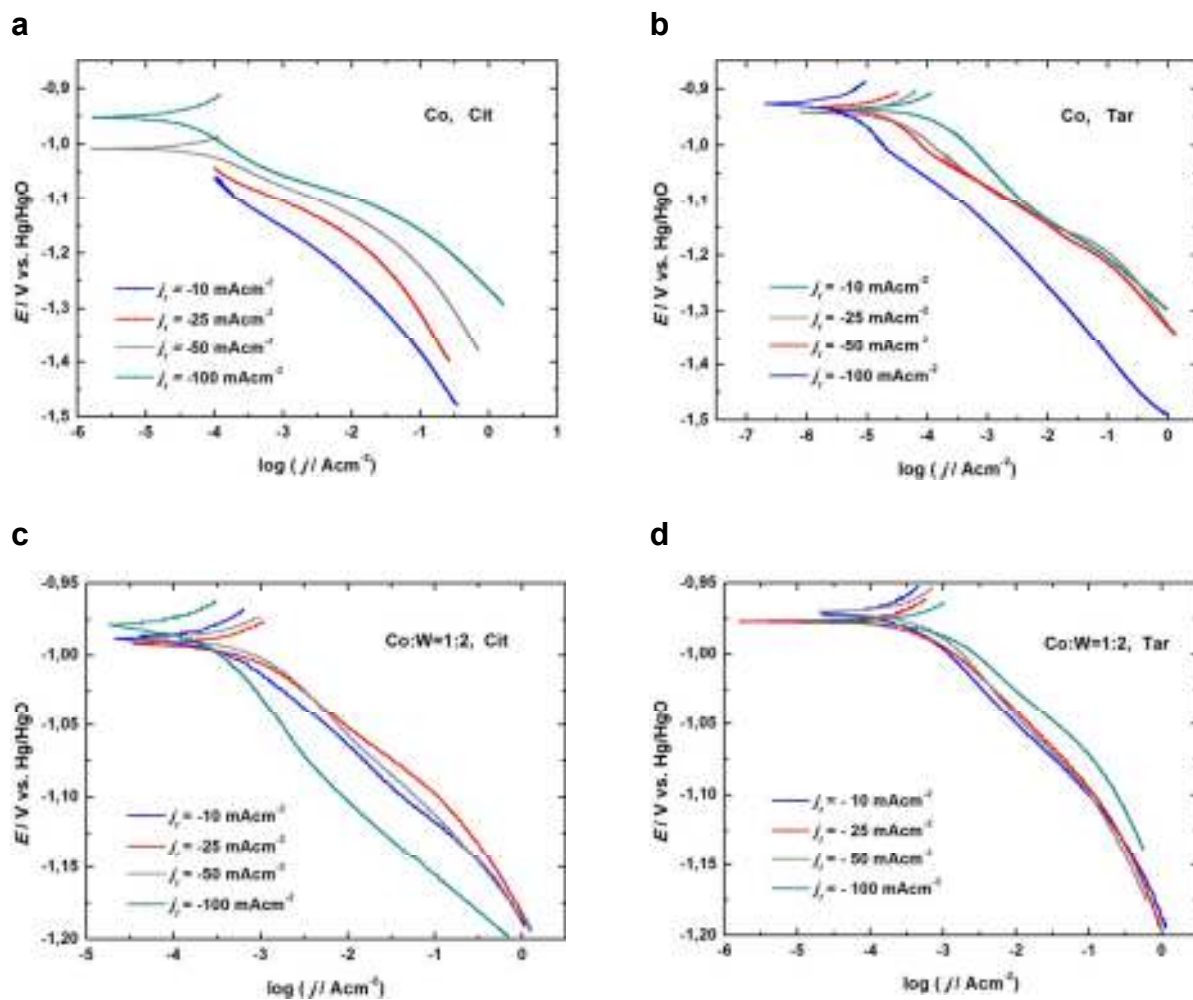 a
-0,9
-1,0
-1,1
-1,2
-1,3
-1,4
-1,5
E / V vs. Hg/HgO
Co, Cit
j_r = -10 mAcm⁻²
j_r = -25 mAcm⁻²
j_r = -50 mAcm⁻²
j_r = -100 mAcm⁻²
-6 -5 -4 -3 -2 -1 0 1
log ( j / Acm⁻²)
b
-0,9
-1,0
-1,1
-1,2
-1,3
-1,4
-1,5
E / V vs. Hg/HgO
Co, Tar
j_r = -10 mAcm⁻²
j_r = -25 mAcm⁻²
j_r = -50 mAcm⁻²
j_r = -100 mAcm⁻²
-7 -6 -5 -4 -3 -2 -1 0
log ( j / Acm⁻²)
c
-0,95
-1,00
-1,05
-1,10
-1,15
-1,20
E / V vs. Hg/HgO
Co:W=1:2, Cit
j_r = -10 mAcm⁻²
j_r = -25 mAcm⁻²
j_r = -50 mAcm⁻²
j_r = -100 mAcm⁻²
-5 -4 -3 -2 -1 0
log ( j / Acm⁻²)
d
-0,95
-1,00
-1,05
-1,10
-1,15
-1,20
E / V vs. Hg/HgO
Co:W=1:2, Tar
j_r = - 10 mAcm⁻²
j_r = - 25 mAcm⁻²
j_r = - 50 mAcm⁻²
j_r = - 100 mAcm⁻²
-6 -5 -4 -3 -2 -1 0
log ( j / Acm⁻²)